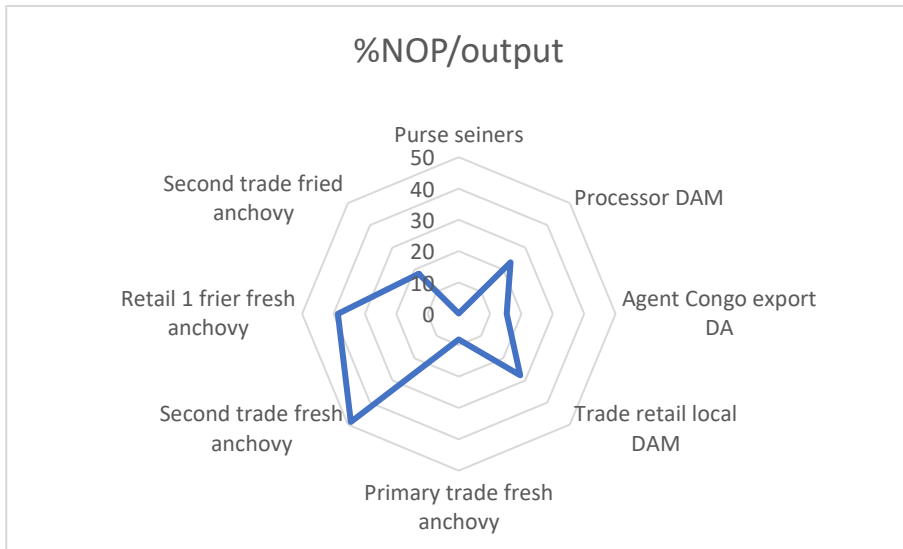 %NOP/output
Purse seiners
50
40
30
20
10
0
Processor DAM
Agent Congo export
DA
Trade retail local
DAM
Primary trade fresh
anchovy
Second trade fresh
anchovy
Retail 1 frier fresh
anchovy
Second trade fried
anchovy